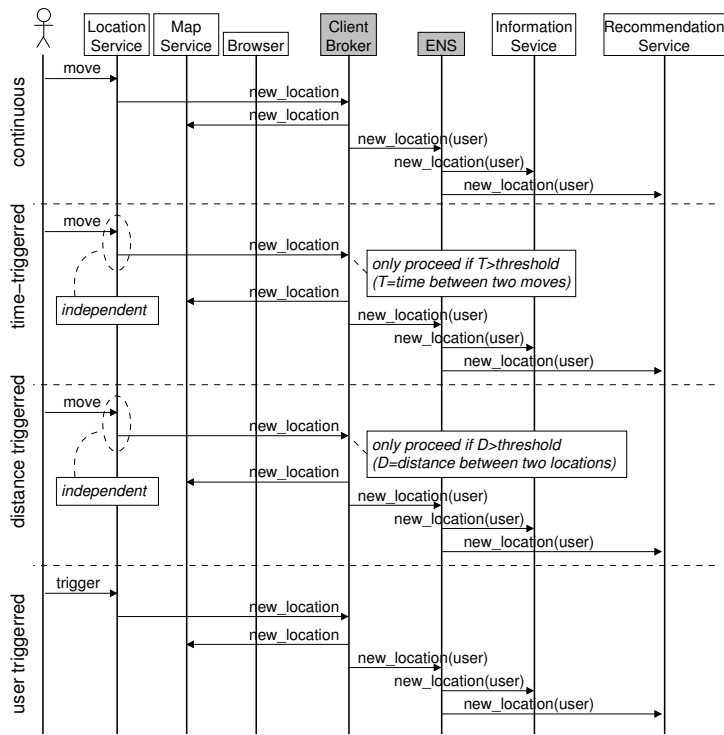 Location
Service
Map
Service
Browser
Client
Broker
ENS
Information
Sevice
Recommendation
Service
continuous
move
new_location
new_location
new_location(user)
new_location(user)
new_location(user)
time-triggerred
move
new_location
only proceed if T>threshold
(T=time between two moves)
independent
new_location
new_location(user)
new_location(user)
new_location(user)
distance triggerred
move
new_location
only proceed if D>threshold
(D=distance between two locations)
independent
new_location
new_location(user)
new_location(user)
new_location(user)
user triggerred
trigger
new_location
new_location
new_location(user)
new_location(user)
new_location(user)